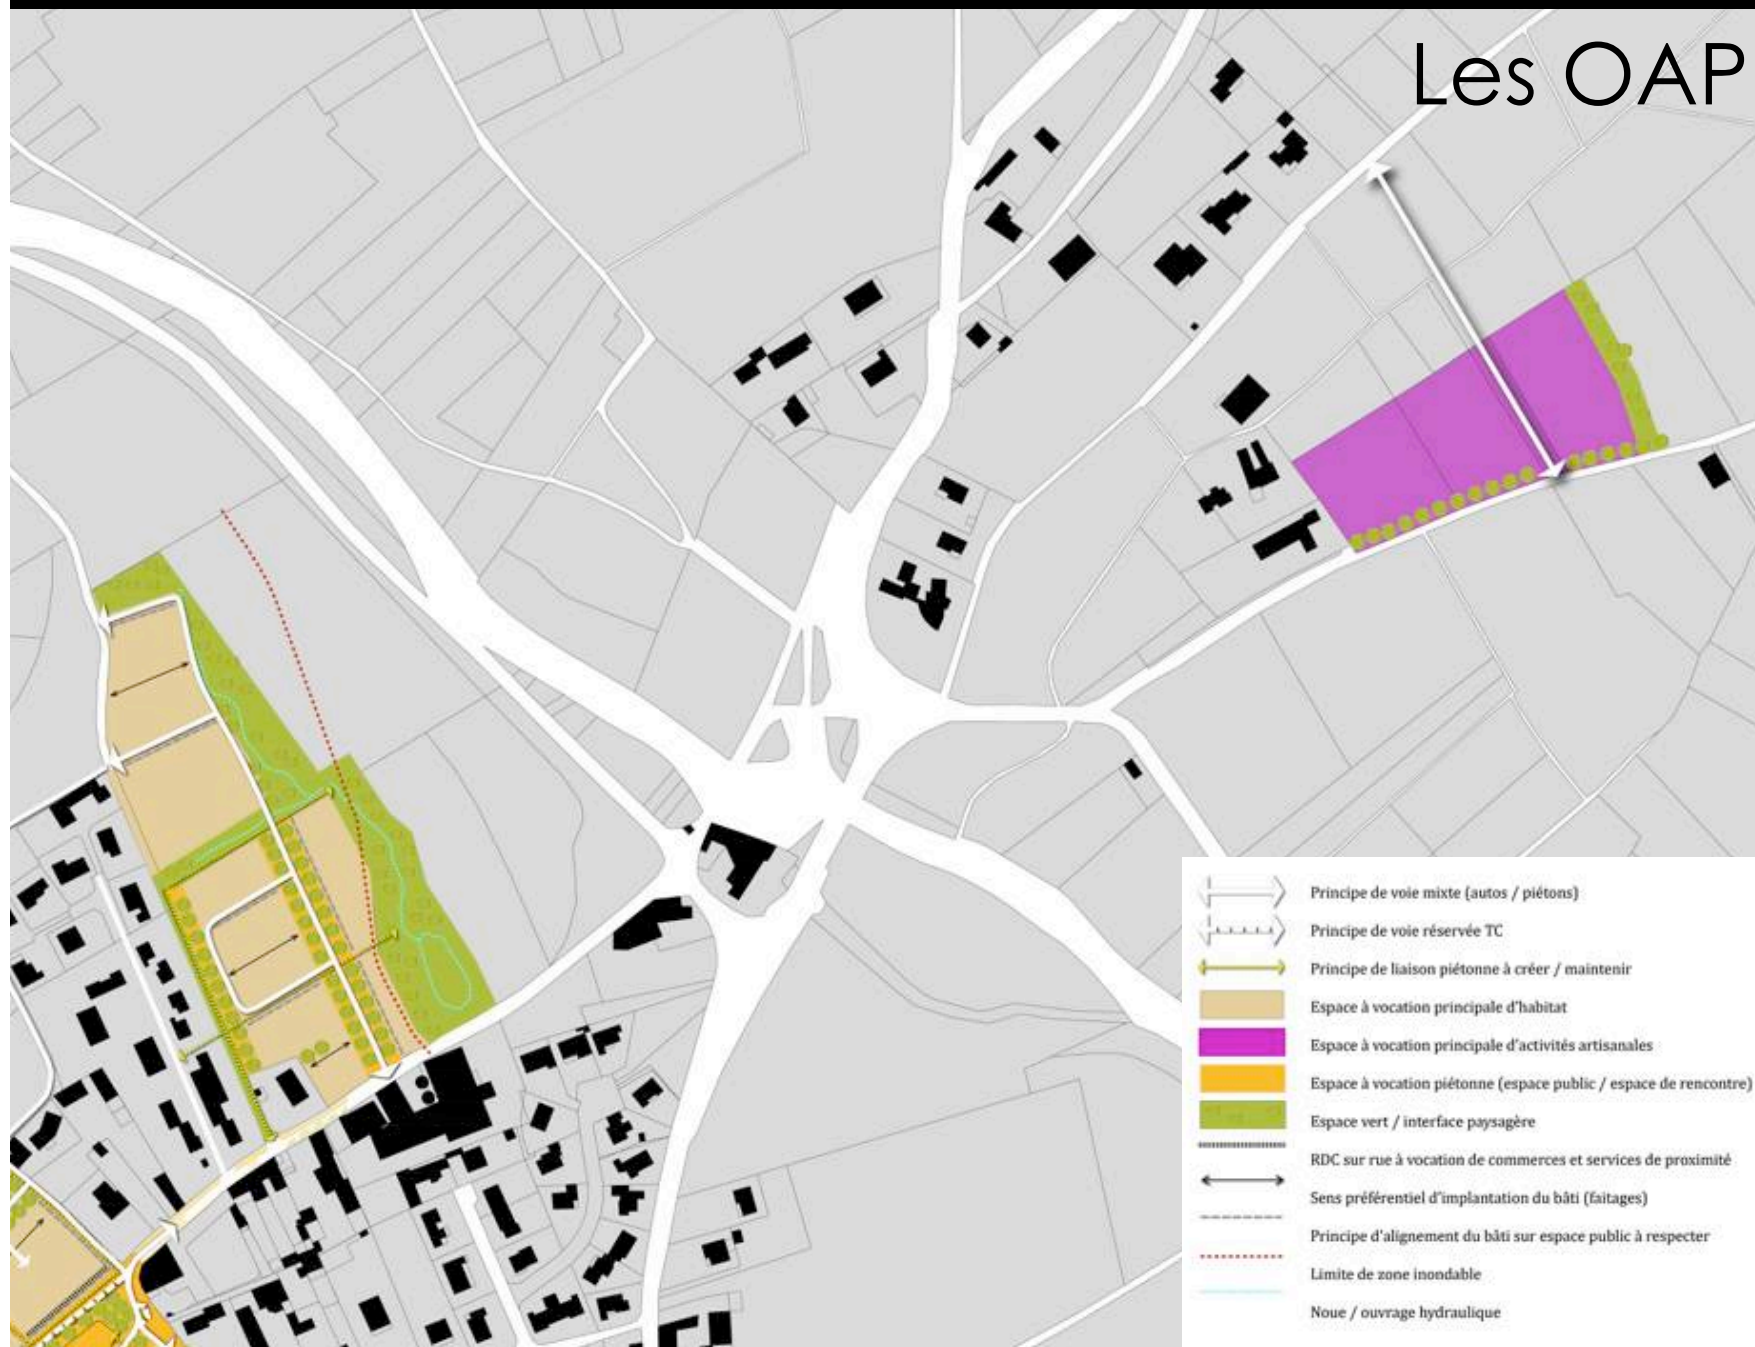 Les OAP
Principe de voie mixte (autos / piétons)
Principe de voie réservée TC
Principe de liaison piétonne à créer / maintenir
Espace à vocation principale d'habitat
Espace à vocation principale d'activités artisanales
Espace à vocation piétonne (espace public / espace de rencontre)
Espace vert / interface paysagère
RDC sur rue à vocation de commerces et services de proximité
Sens préférentiel d'implantation du bâti (faitages)
Principe d'alignement du bâti sur espace public à respecter
Limite de zone inondable
Noue / ouvrage hydraulique